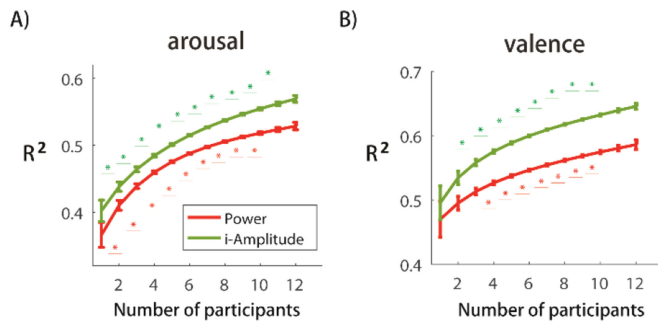 A)
arousal
0.6
0.5
0.4
R²
Power
i-Amplitude
2 4 6 8 10 12
Number of participants
B)
valence
0.7
0.6
0.5
0.4
R²
2 4 6 8 10 12
Number of participants